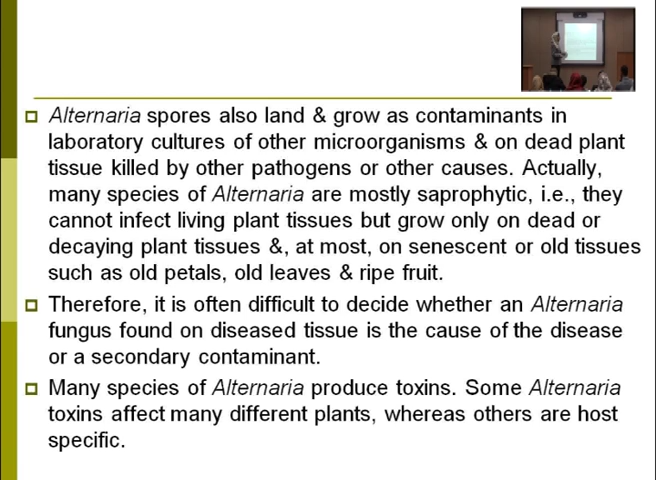 Alternaria spores also land & grow as contaminants in
laboratory cultures of other microorganisms & on dead plant
tissue killed by other pathogens or other causes. Actually,
many species of Alternaria are mostly saprophytic, i.e., they
cannot infect living plant tissues but grow only on dead or
decaying plant tissues &, at most, on senescent or old tissues
such as old petals, old leaves & ripe fruit.
Therefore, it is often difficult to decide whether an Alternaria
fungus found on diseased tissue is the cause of the disease
or a secondary contaminant.
Many species of Alternaria produce toxins. Some Alternaria
toxins affect many different plants, whereas others are host
specific.